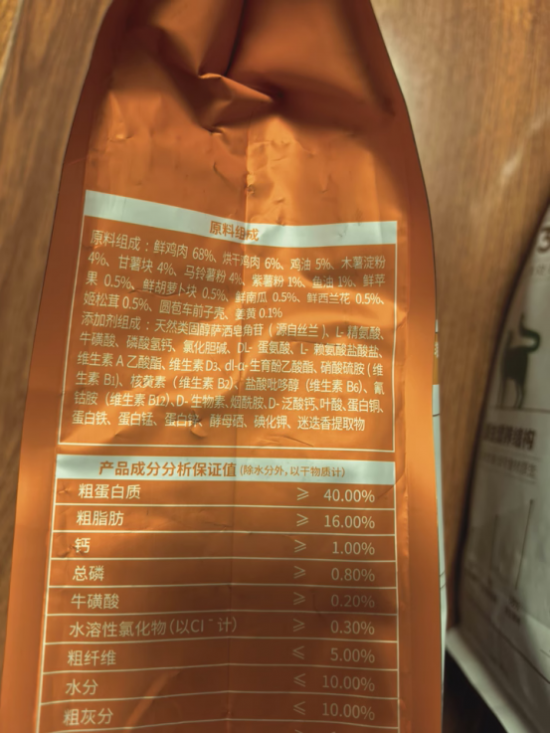 原料组成
原料组成：鲜鸡肉 68%、烘干鸡肉 6%、鸡油 5%、木薯淀粉
4%、甘薯块 4%、马铃薯粉 4%、紫薯粉 1%、鱼油 1%、鲜苹
果 0.5%、鲜胡萝卜块 0.5%、鲜南瓜 0.5%、鲜西兰花 0.5%、
姬松茸 0.5%、圆苞车前子壳、姜黄 0.1%
添加剂组成：天然类固醇萨洒皂角苷（源自丝兰）、L-精氨酸、
牛磺酸、磷酸氢钙、氯化胆碱、DL-蛋氨酸、L-赖氨酸盐酸盐、
维生素 A 乙酸酯、维生素 D₃、dl-α-生育酚乙酸酯、硝酸硫胺（维
生素 B₁）、核黄素（维生素 B₂）、盐酸吡哆醇（维生素 B₆）、氰
钴胺（维生素 B₁₂）、D-生物素、烟酰胺、D-泛酸钙、叶酸、蛋白铜、
蛋白铁、蛋白锰、蛋白锌、酵母硒、碘化钾、迷迭香提取物
产品成分分析保证值(除水分外，以干物质计)
粗蛋白质 ⩾ 40.00%
粗脂肪 ⩾ 16.00%
钙 ⩾ 1.00%
总磷 ⩾ 0.80%
牛磺酸 ⩾ 0.20%
水溶性氯化物（以Cl⁻计） ⩾ 0.30%
粗纤维 ⩽ 5.00%
水分 ⩽ 10.00%
粗灰分 ⩽ 10.00%